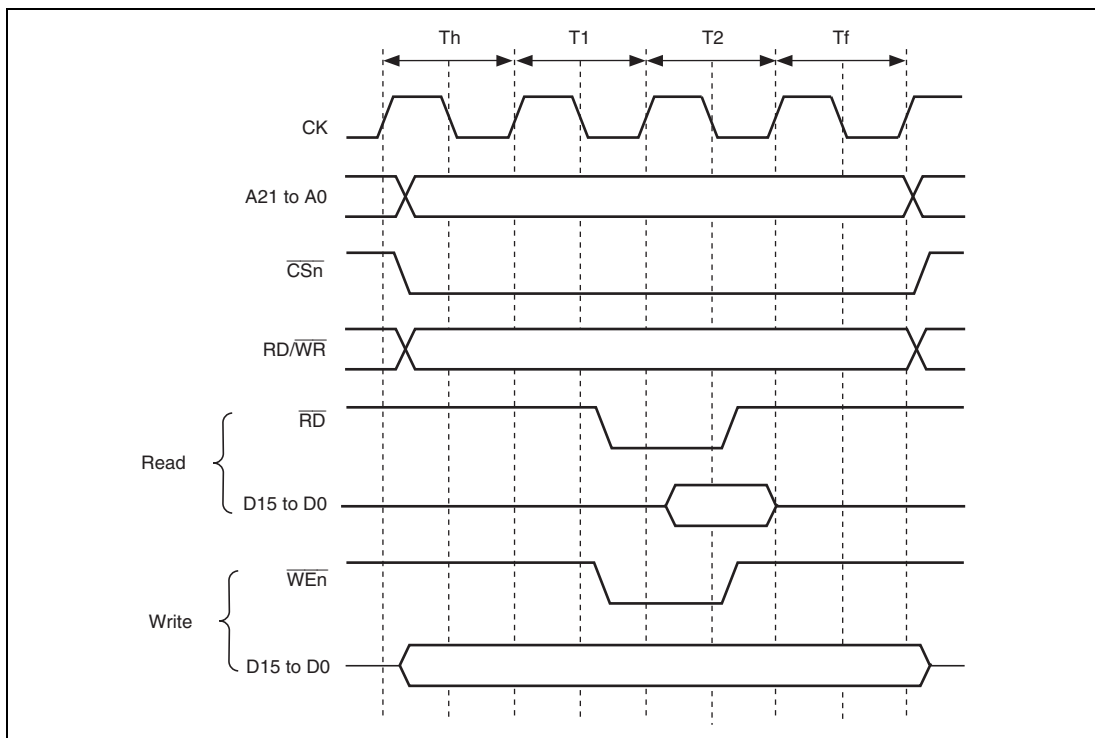 Th T1 T2 Tf
CK
A21 to A0
CSn
RD/WR
RD
Read
D15 to D0
WEn
Write
D15 to D0